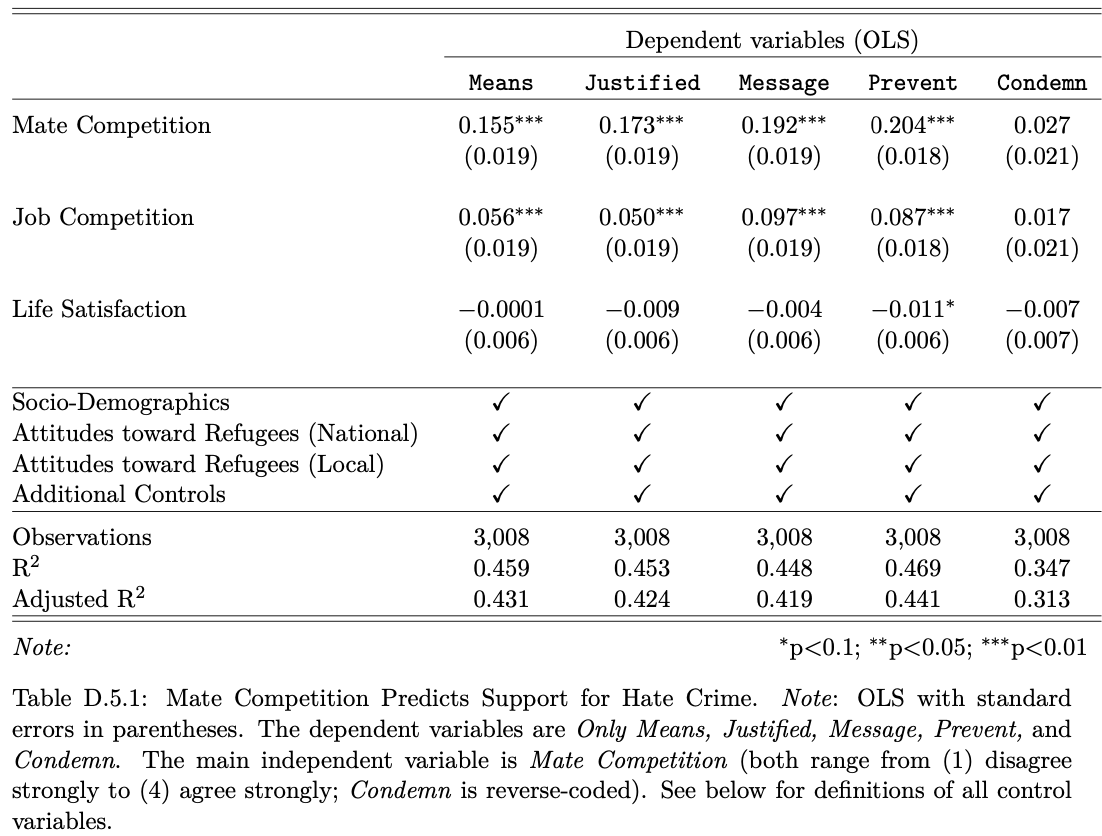 Dependent variables (OLS)
Means Justified Message Prevent Condemn
Mate Competition 0.155*** 0.173*** 0.192*** 0.204*** 0.027
(0.019) (0.019) (0.019) (0.018) (0.021)
Job Competition 0.056*** 0.050*** 0.097*** 0.087*** 0.017
(0.019) (0.019) (0.019) (0.018) (0.021)
Life Satisfaction −0.0001 −0.009 −0.004 −0.011* −0.007
(0.006) (0.006) (0.006) (0.006) (0.007)
Socio-Demographics ✓ ✓ ✓ ✓ ✓
Attitudes toward Refugees (National) ✓ ✓ ✓ ✓ ✓
Attitudes toward Refugees (Local) ✓ ✓ ✓ ✓ ✓
Additional Controls ✓ ✓ ✓ ✓ ✓
Observations 3,008 3,008 3,008 3,008 3,008
R² 0.459 0.453 0.448 0.469 0.347
Adjusted R² 0.431 0.424 0.419 0.441 0.313
Note: *p<0.1; **p<0.05; ***p<0.01
Table D.5.1: Mate Competition Predicts Support for Hate Crime. Note: OLS with standard
errors in parentheses. The dependent variables are Only Means, Justified, Message, Prevent, and
Condemn. The main independent variable is Mate Competition (both range from (1) disagree
strongly to (4) agree strongly; Condemn is reverse-coded). See below for definitions of all control
variables.